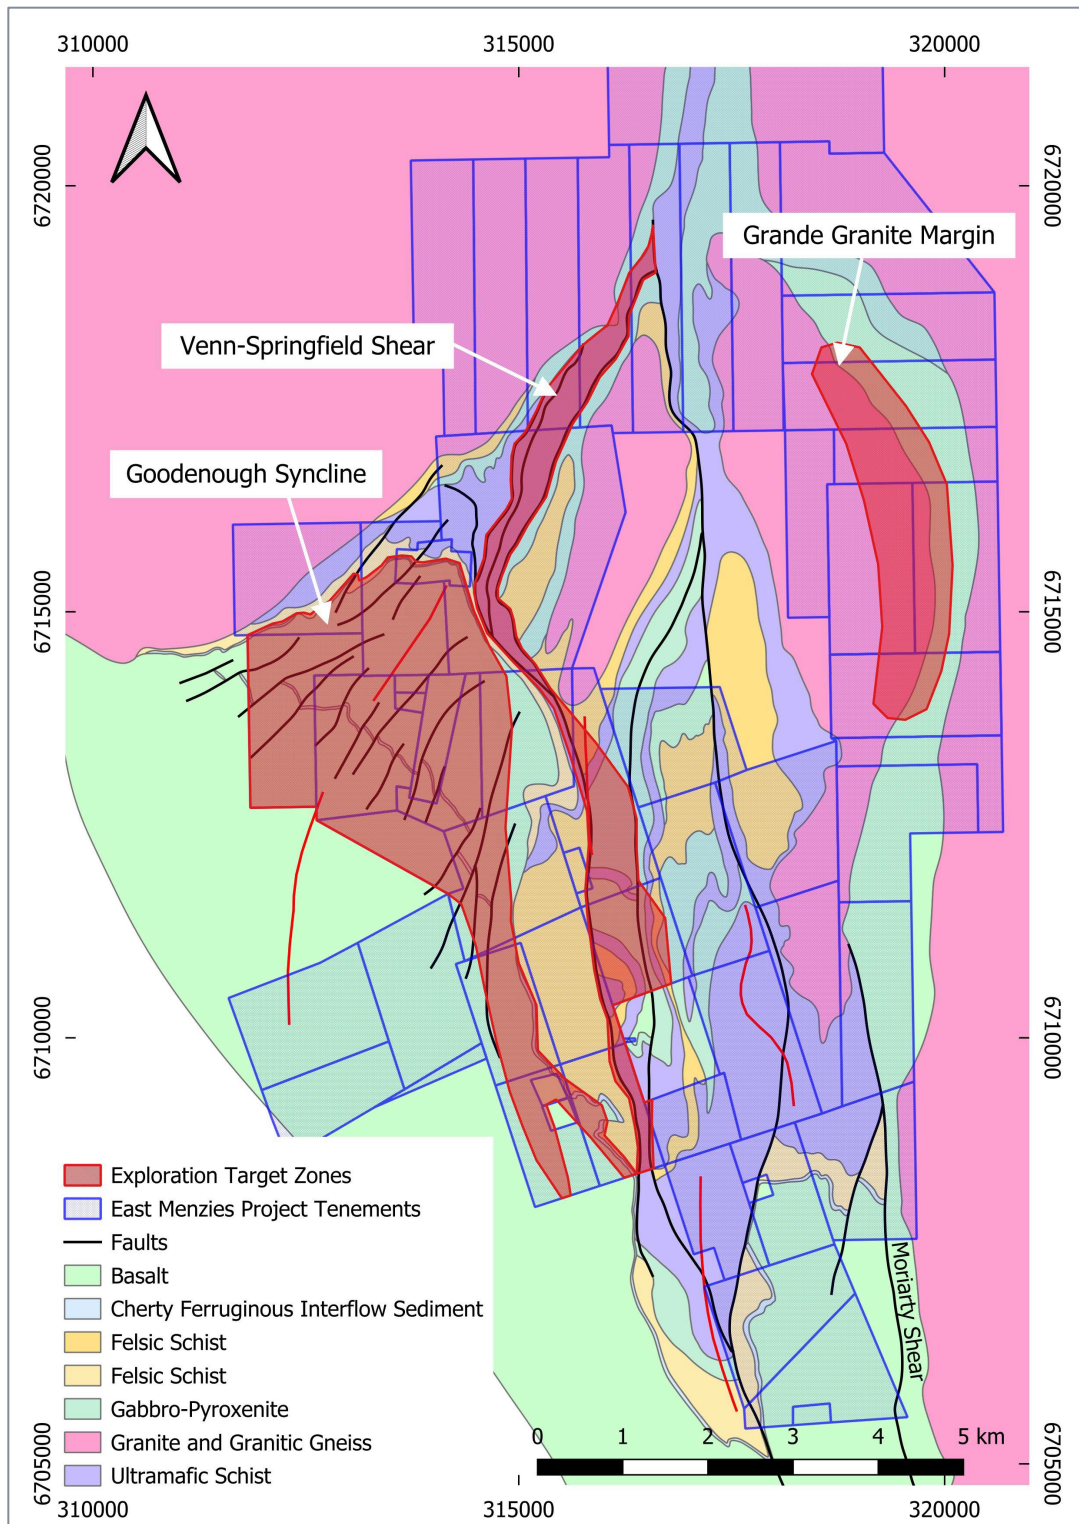 310000 315000 320000
6720000 6720000
Grande Granite Margin
Venn-Springfield Shear
Goodenough Syncline
6715000 6715000
6710000 6710000
Exploration Target Zones
East Menzies Project Tenements
Faults
Basalt
Cherty Ferruginous Interflow Sediment
Felsic Schist
Felsic Schist
Gabbro-Pyroxenite
Granite and Granitic Gneiss
Ultramafic Schist
Moriarty Shear
0 1 2 3 4 5 km
6705000 6705000
310000 315000 320000